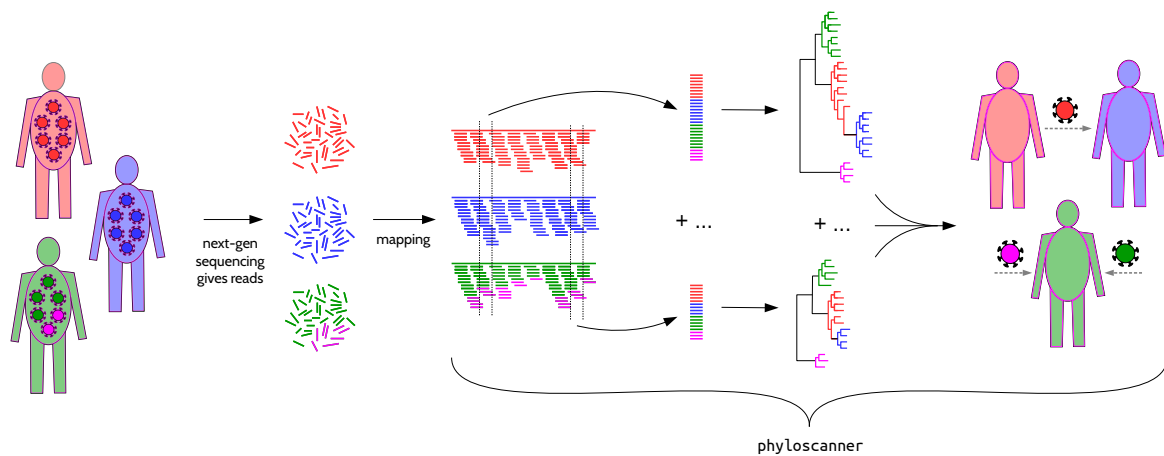 next-gen
sequencing
gives reads
mapping
+ ...
+ ...
phyloscanner